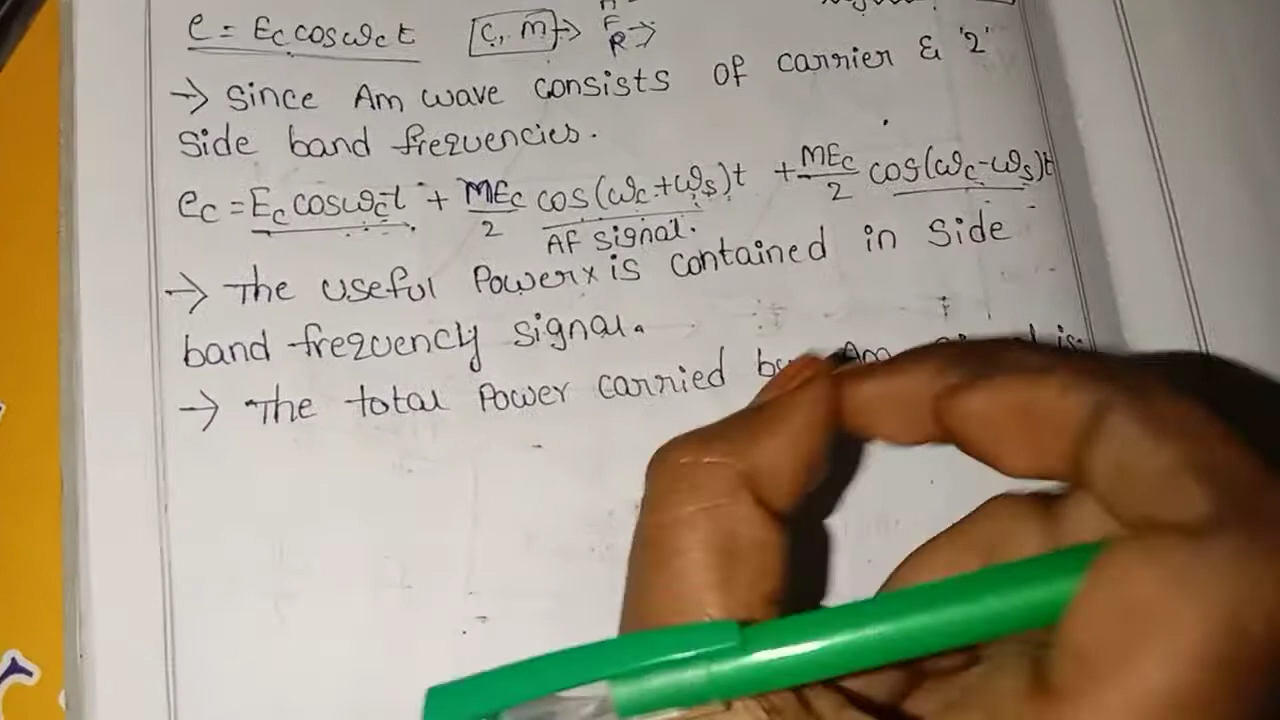 e = Ec cosωct [C, m]→ F
R→
→ Since Am wave consists of carrier & '2'
Side band frequencies.
ec = Ec cosωct + mEc/2 cos(ωc+ωs)t + MEc/2 cos(ωc-ωs)t
AF signal.
→ The useful Power x is contained in side
band frequency signal.
→ The total Power carried by Am is